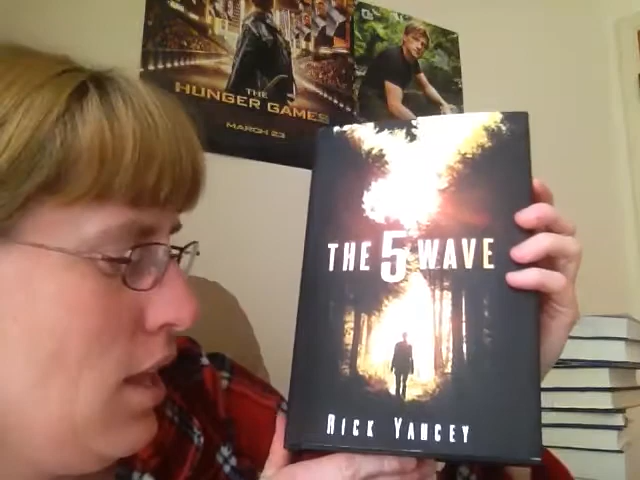 THE
HUNGER GAMES
MARCH 23
THE 5 WAVE
RICK YANCEY